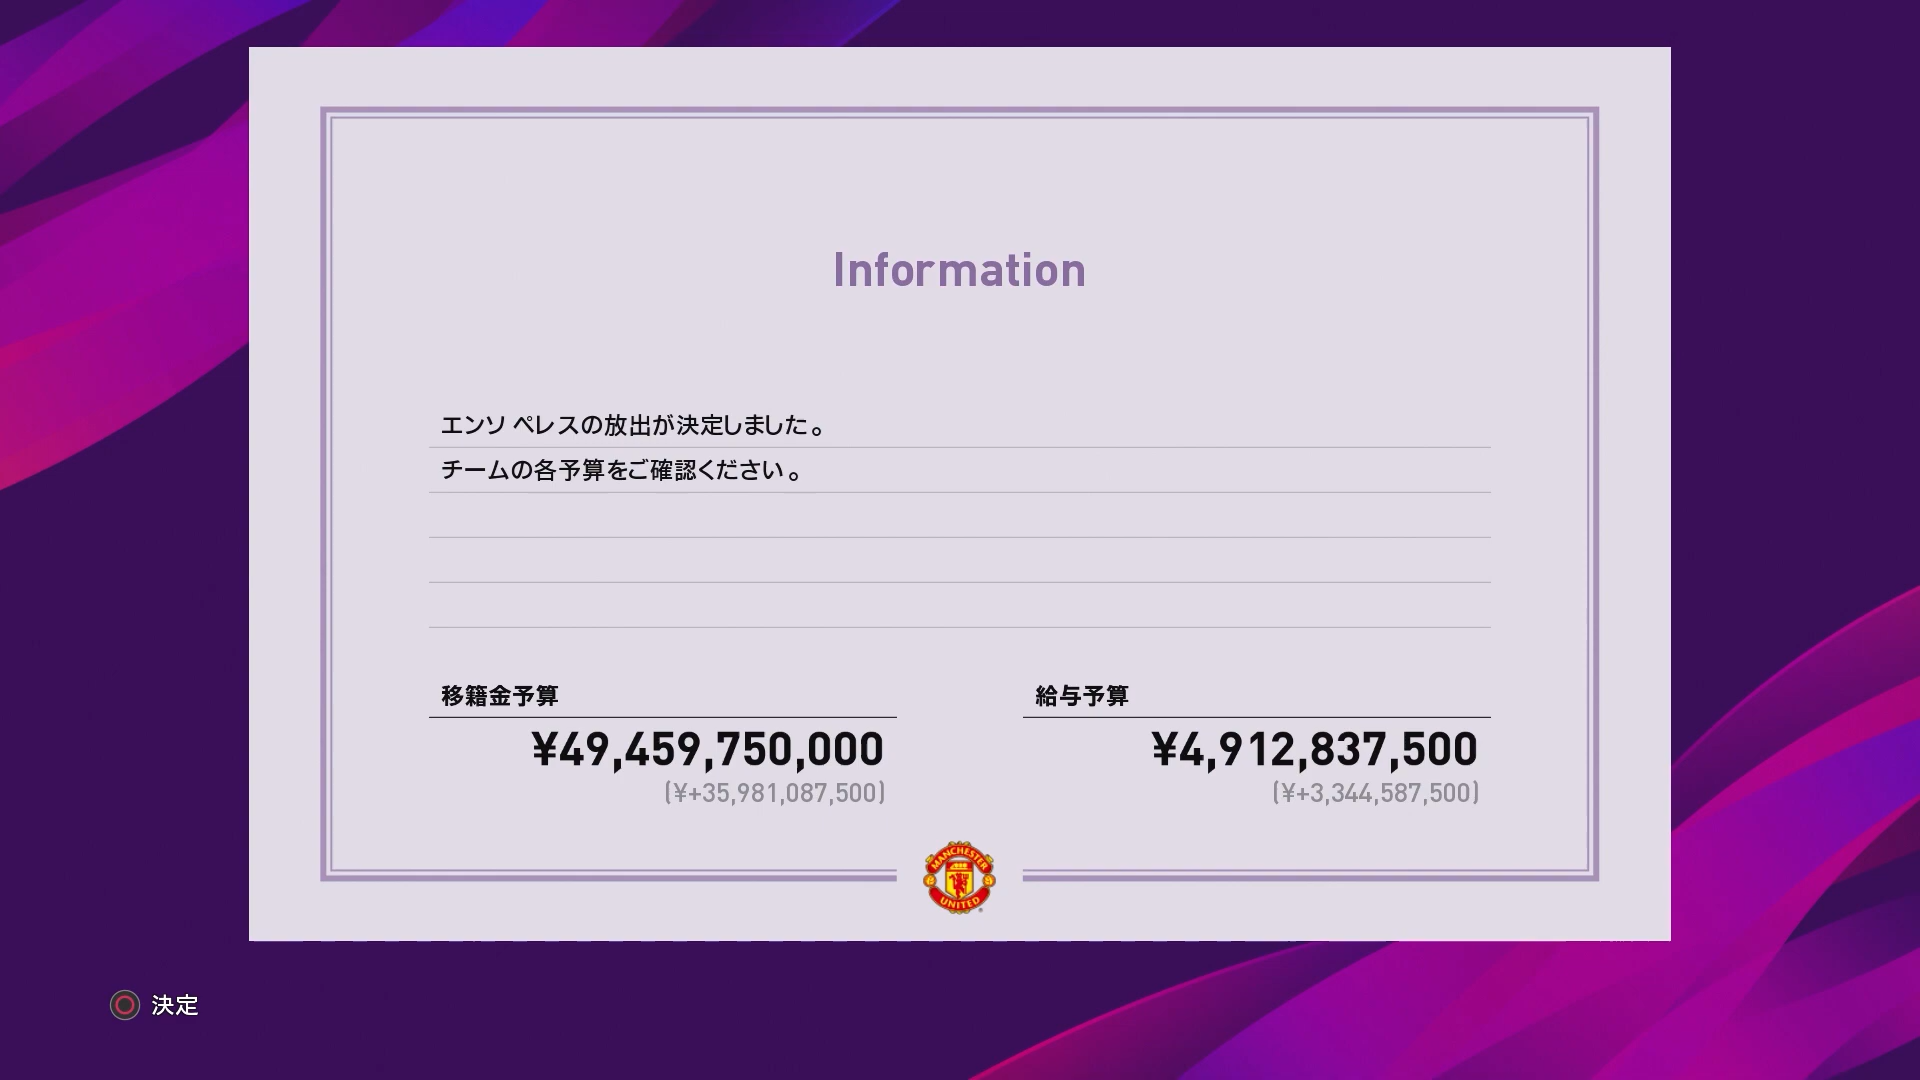 Information
エンソ ペレスの放出が決定しました。
チームの各予算をご確認ください。
移籍金予算
¥49,459,750,000
(¥+35,981,087,500)
給与予算
¥4,912,837,500
(¥+3,344,587,500)
MANCHESTER
UNITED
決定